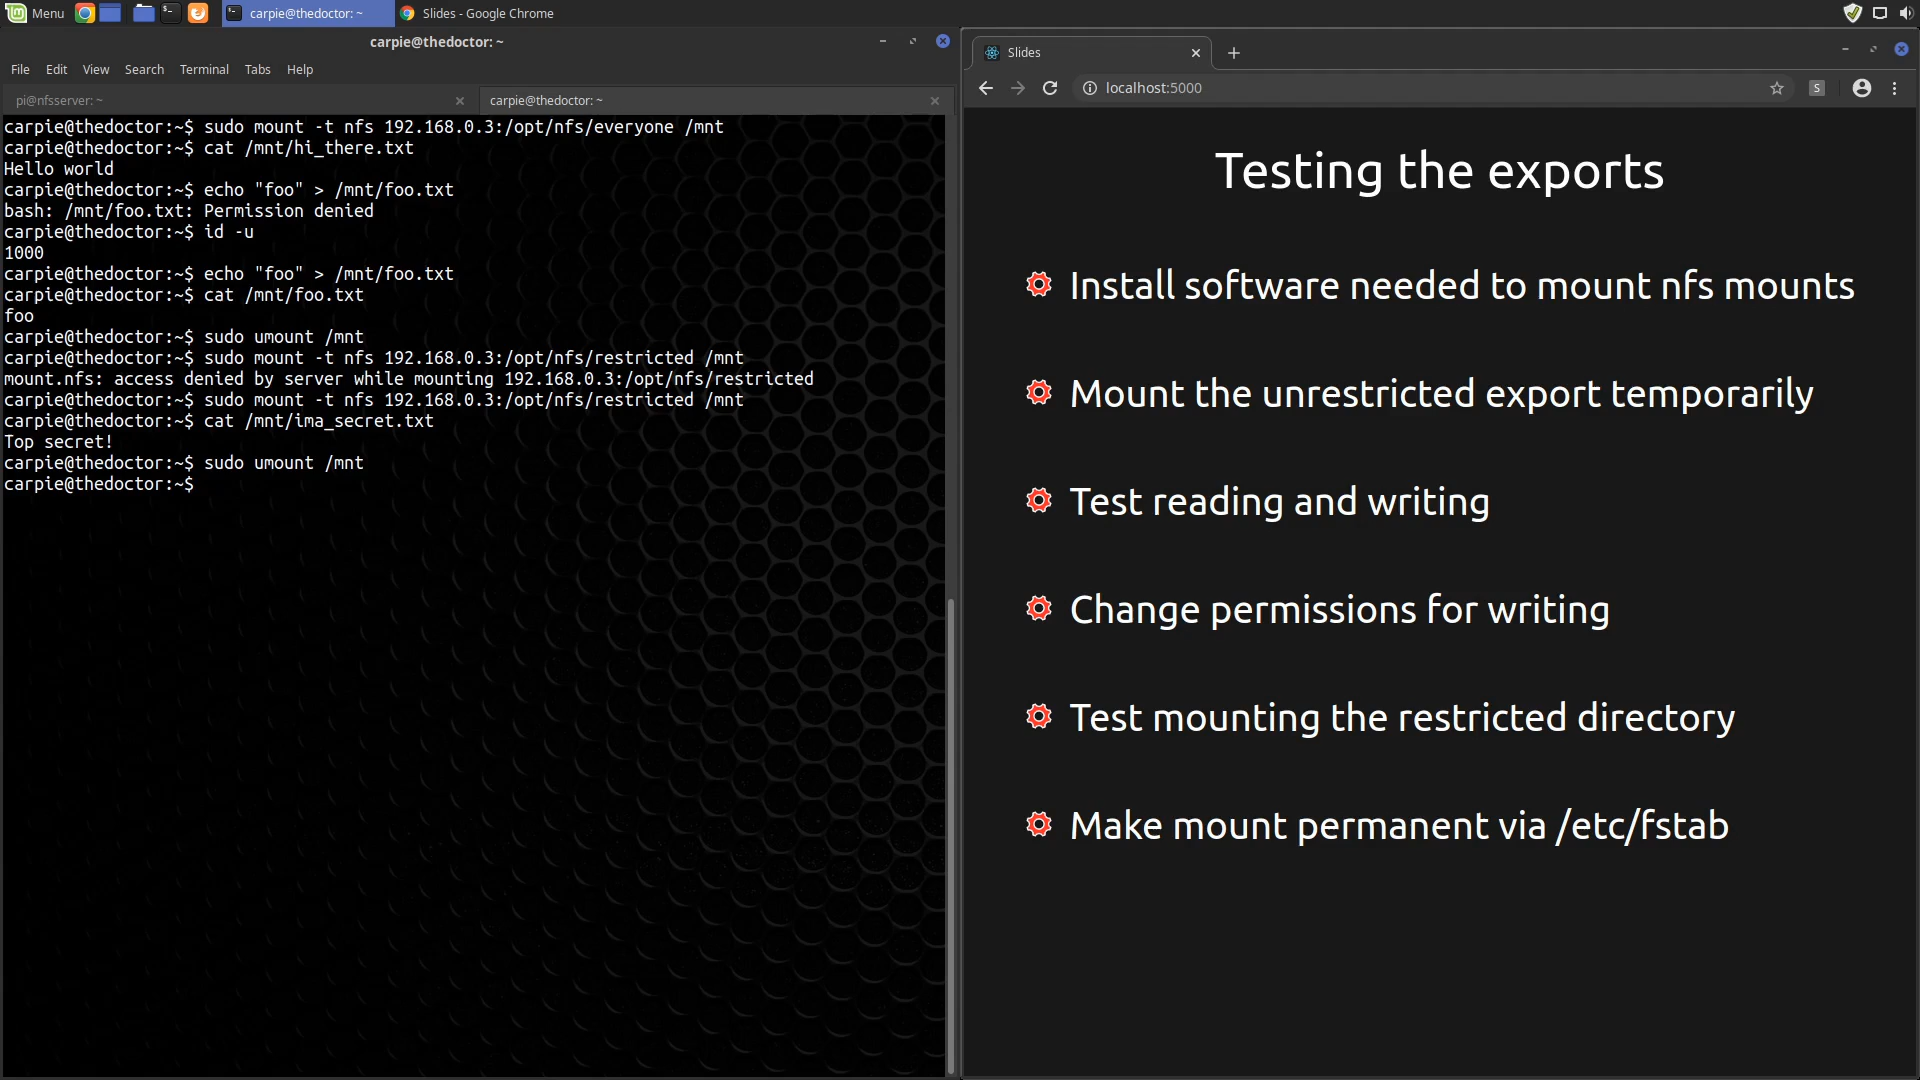 Menu
carpie@thedoctor: ~
Slides - Google Chrome
carpie@thedoctor: ~
File Edit View Search Terminal Tabs Help
pi@nfsserver: ~
carpie@thedoctor: ~
carpie@thedoctor:~$ sudo mount -t nfs 192.168.0.3:/opt/nfs/everyone /mnt
carpie@thedoctor:~$ cat /mnt/hi_there.txt
Hello world
carpie@thedoctor:~$ echo "foo" > /mnt/foo.txt
bash: /mnt/foo.txt: Permission denied
carpie@thedoctor:~$ id -u
1000
carpie@thedoctor:~$ echo "foo" > /mnt/foo.txt
carpie@thedoctor:~$ cat /mnt/foo.txt
foo
carpie@thedoctor:~$ sudo umount /mnt
carpie@thedoctor:~$ sudo mount -t nfs 192.168.0.3:/opt/nfs/restricted /mnt
mount.nfs: access denied by server while mounting 192.168.0.3:/opt/nfs/restricted
carpie@thedoctor:~$ sudo mount -t nfs 192.168.0.3:/opt/nfs/restricted /mnt
carpie@thedoctor:~$ cat /mnt/ima_secret.txt
Top secret!
carpie@thedoctor:~$ sudo umount /mnt
carpie@thedoctor:~$
Slides
localhost:5000
S
Testing the exports
Install software needed to mount nfs mounts
Mount the unrestricted export temporarily
Test reading and writing
Change permissions for writing
Test mounting the restricted directory
Make mount permanent via /etc/fstab